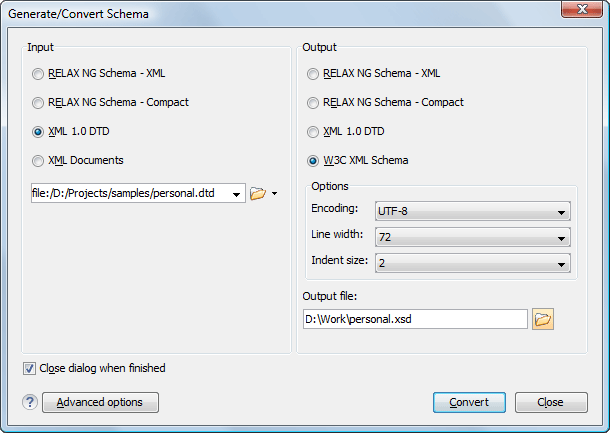 Generate/Convert Schema
Input
RELAX NG Schema - XML
RELAX NG Schema - Compact
XML 1.0 DTD
XML Documents
file:/D:/Projects/samples/personal.dtd
Output
RELAX NG Schema - XML
RELAX NG Schema - Compact
XML 1.0 DTD
W3C XML Schema
Options
Encoding: UTF-8
Line width: 72
Indent size: 2
Output file:
D:\Work\personal.xsd
Close dialog when finished
? Advanced options Convert Close